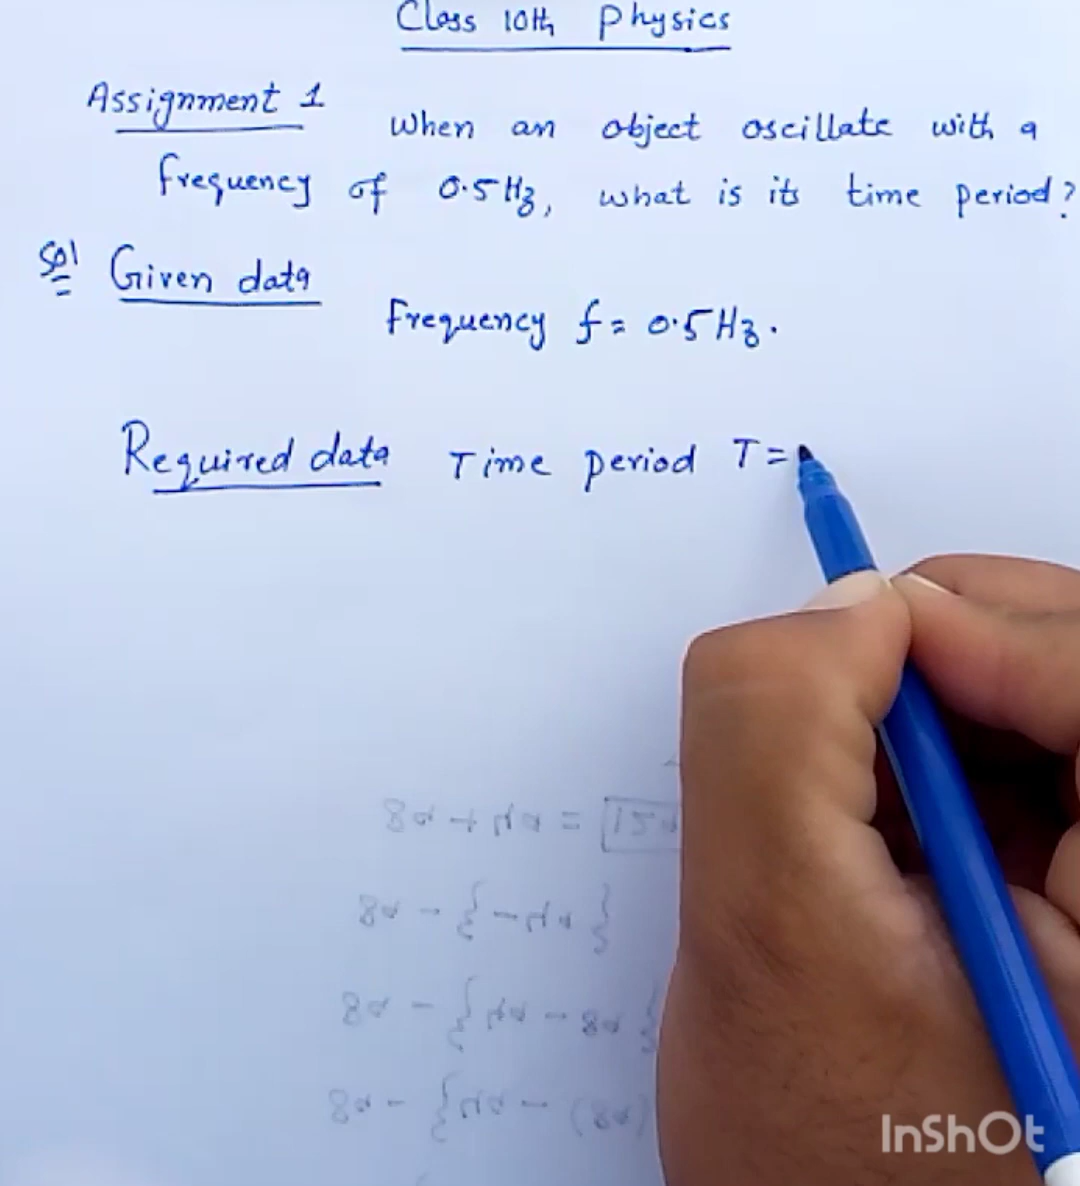 Class 10th Physics
Assignment 1 When an object oscillate with a
frequency of 0.5 Hz, what is its time period?
Sol Given data
Frequency f = 0.5 Hz.
Required data Time period T =
InShOt